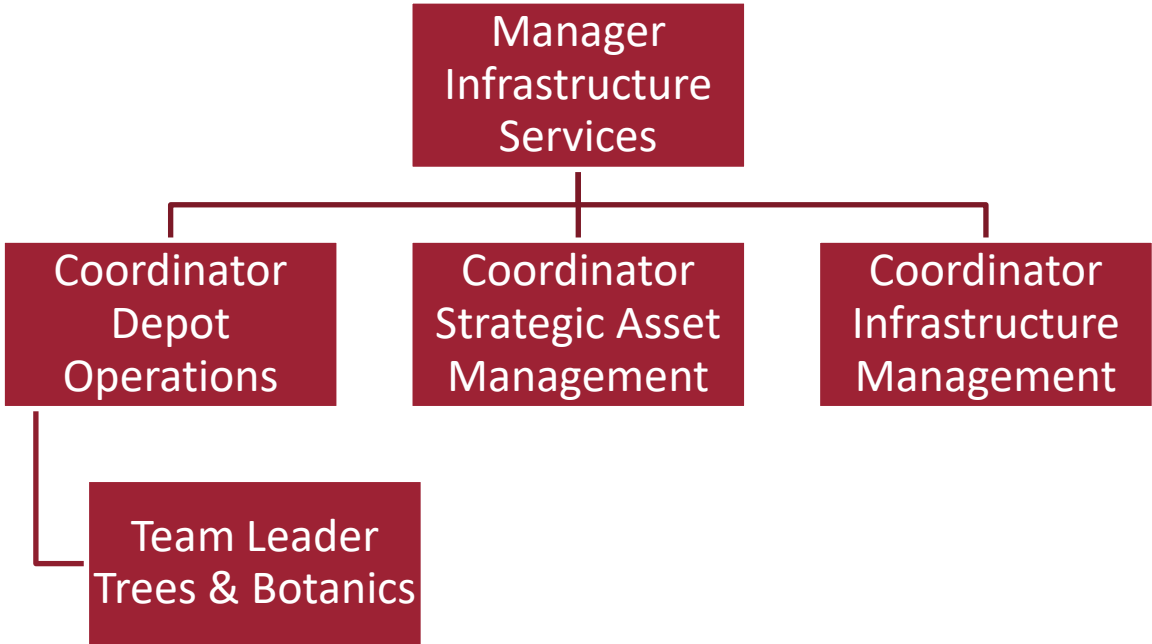 Manager
Infrastructure
Services
Coordinator
Depot
Operations
Coordinator
Strategic Asset
Management
Coordinator
Infrastructure
Management
Team Leader
Trees & Botanics